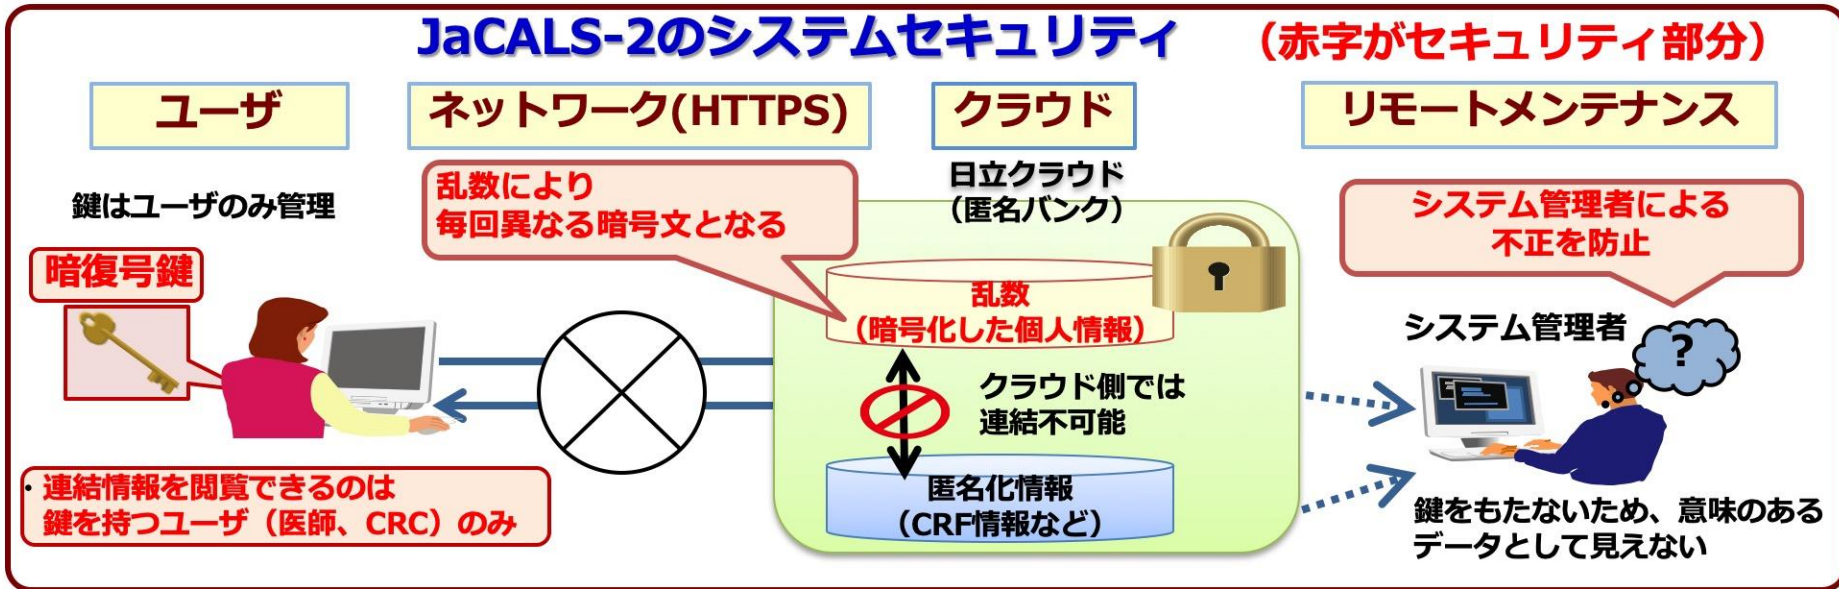 JaCALS-2のシステムセキュリティ (赤字がセキュリティ部分)
ユーザ
ネットワーク(HTTPS)
クラウド
リモートメンテナンス
鍵はユーザのみ管理
暗復号鍵
・連結情報を閲覧できるのは
鍵を持つユーザ（医師、CRC）のみ
乱数により
毎回異なる暗号文となる
日立クラウド
（匿名バンク）
乱数
（暗号化した個人情報）
クラウド側では
連結不可能
匿名化情報
（CRF情報など）
システム管理者による
不正を防止
システム管理者
?
鍵をもたないため、意味のある
データとして見えない